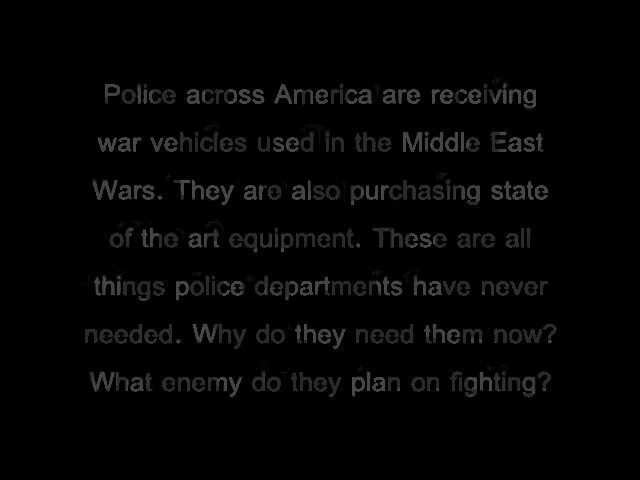 Police across America are receiving
war vehicles used in the Middle East
Wars. They are also purchasing state
of the art equipment. These are all
things police departments have never
needed. Why do they need them now?
What enemy do they plan on fighting?